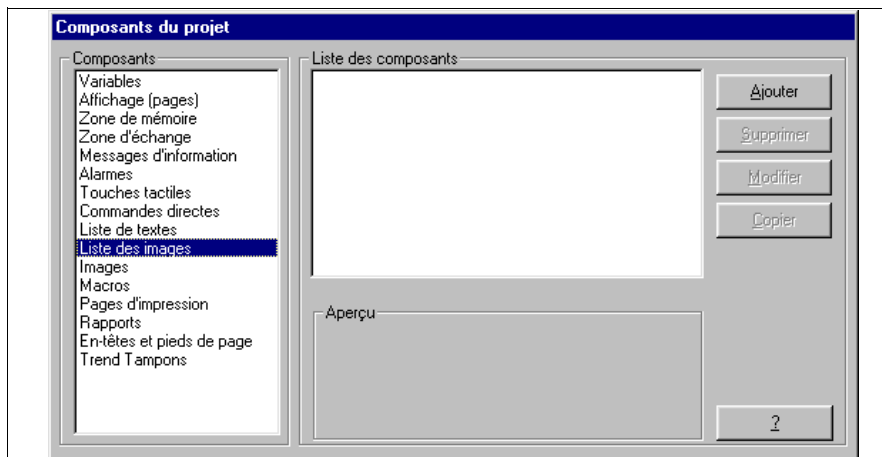 Composants du projet
Composants
Variables
Affichage (pages)
Zone de mémoire
Zone d'échange
Messages d'information
Alarmes
Touches tactiles
Commandes directes
Liste de textes
Liste des images
Images
Macros
Pages d'impression
Rapports
En-têtes et pieds de page
Trend Tampons
Liste des composants
Aperçu
Ajouter
Supprimer
Modifier
Copier
?